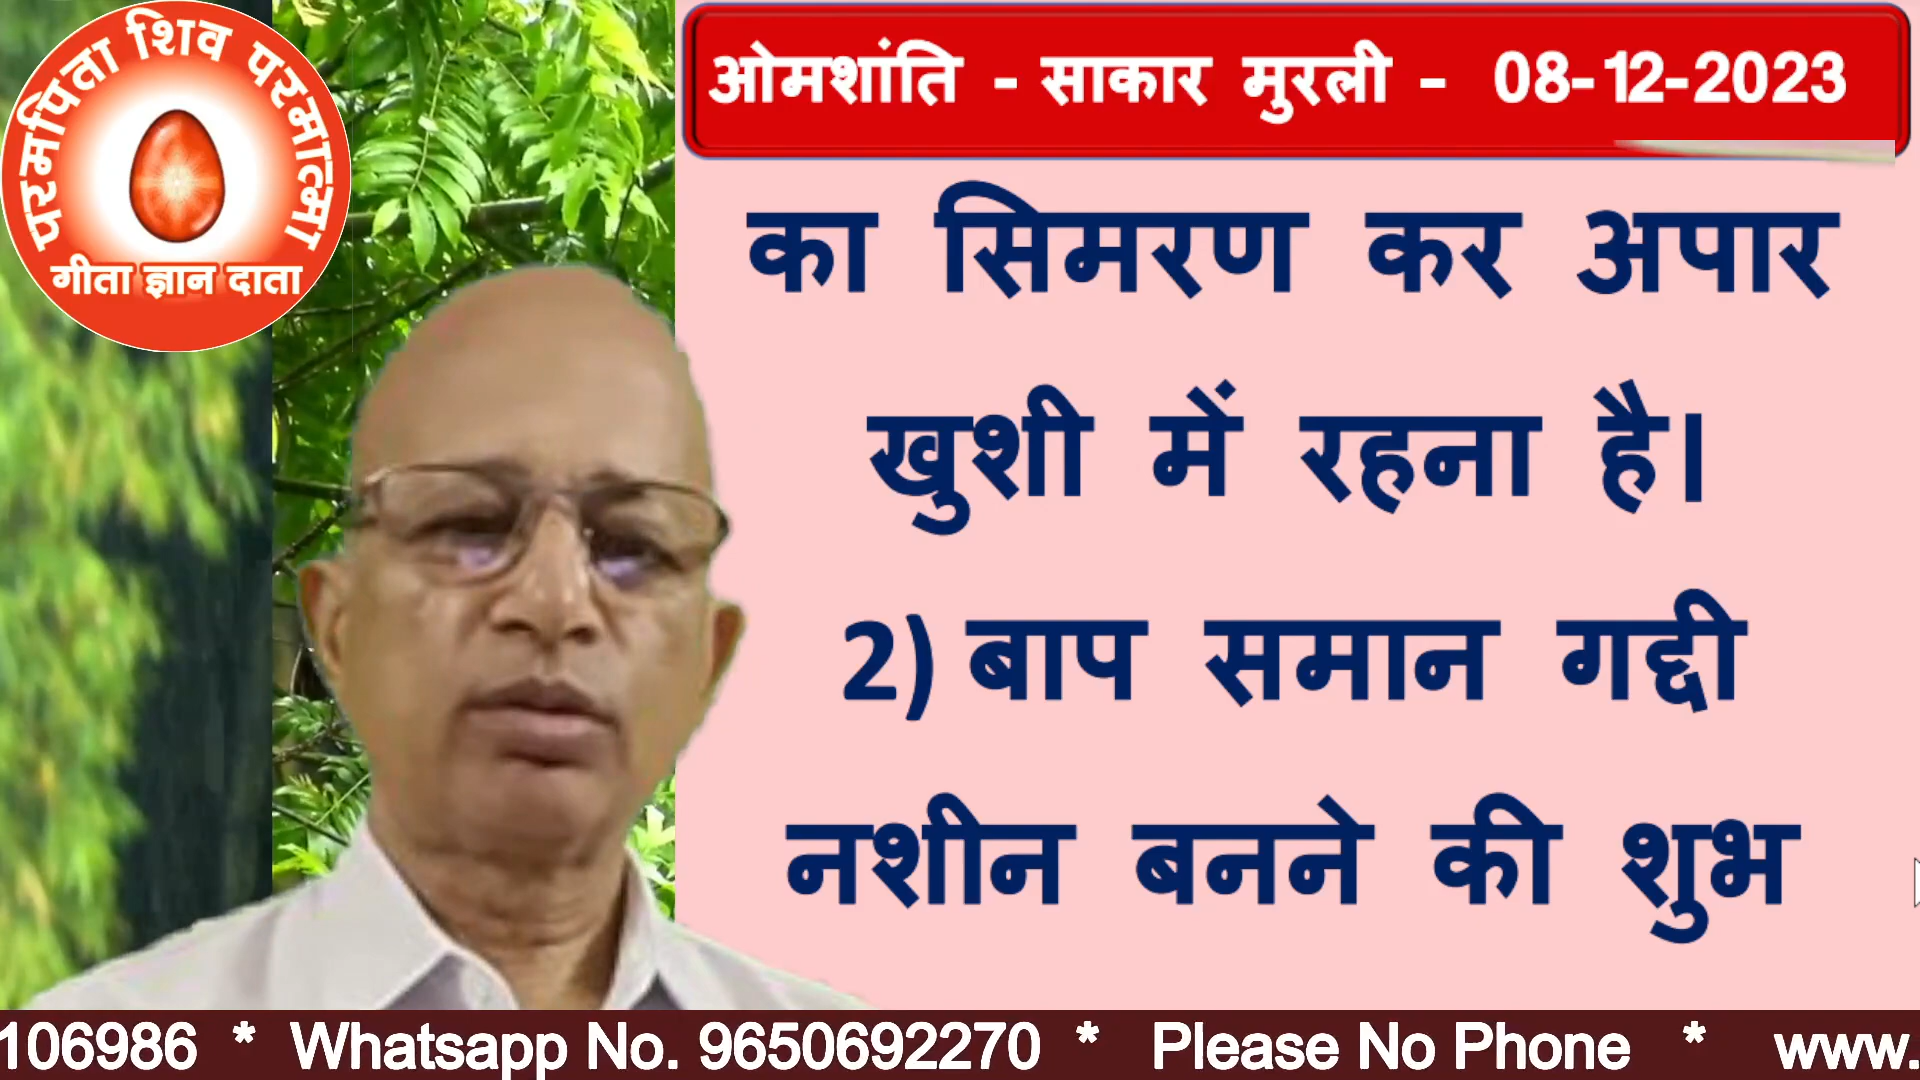 परमपिता शिव परमात्मा
गीता ज्ञान दाता
ओमशांति - साकार मुरली - 08-12-2023
का सिमरण कर अपार
खुशी में रहना है।
2) बाप समान गद्दी
नशीन बनने की शुभ
106986 * Whatsapp No. 9650692270 * Please No Phone * www.